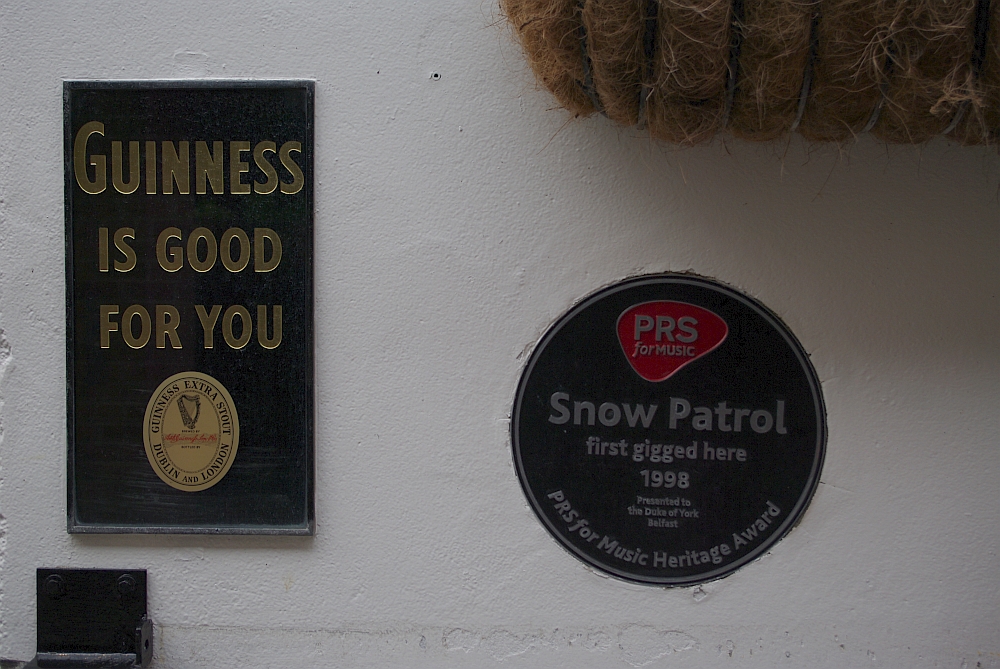 GUINNESS
IS GOOD
FOR YOU
GUINNESS EXTRA STOUT
DUBLIN AND LONDON
PRS
for MUSIC
Snow Patrol
first gigged here
1998
Presented to
the Duke of York
Belfast
PRS for Music Heritage Award